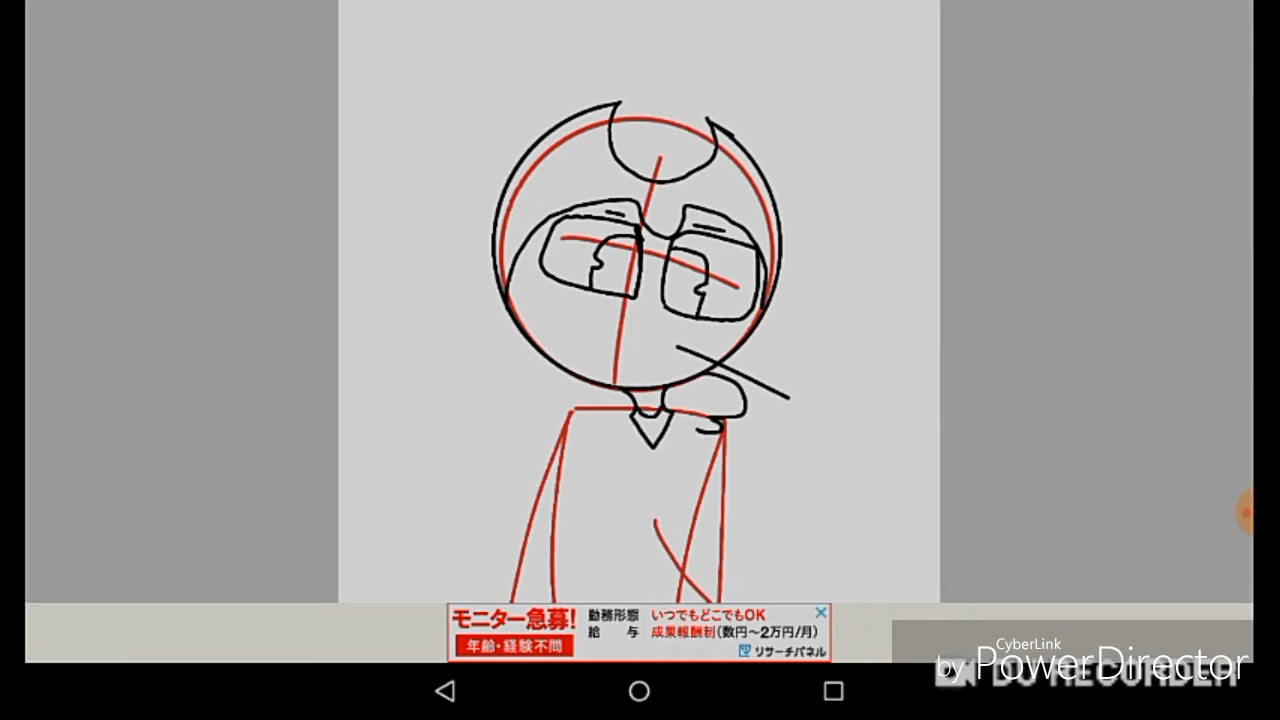 モニター急募!
年齢・経験不問
勤務形態 いつでもどこでもOK
給 与 成果報酬制(数円〜2万円/月)
リサーチパネル
CyberLink
by PowerDirector
DU RECORDER